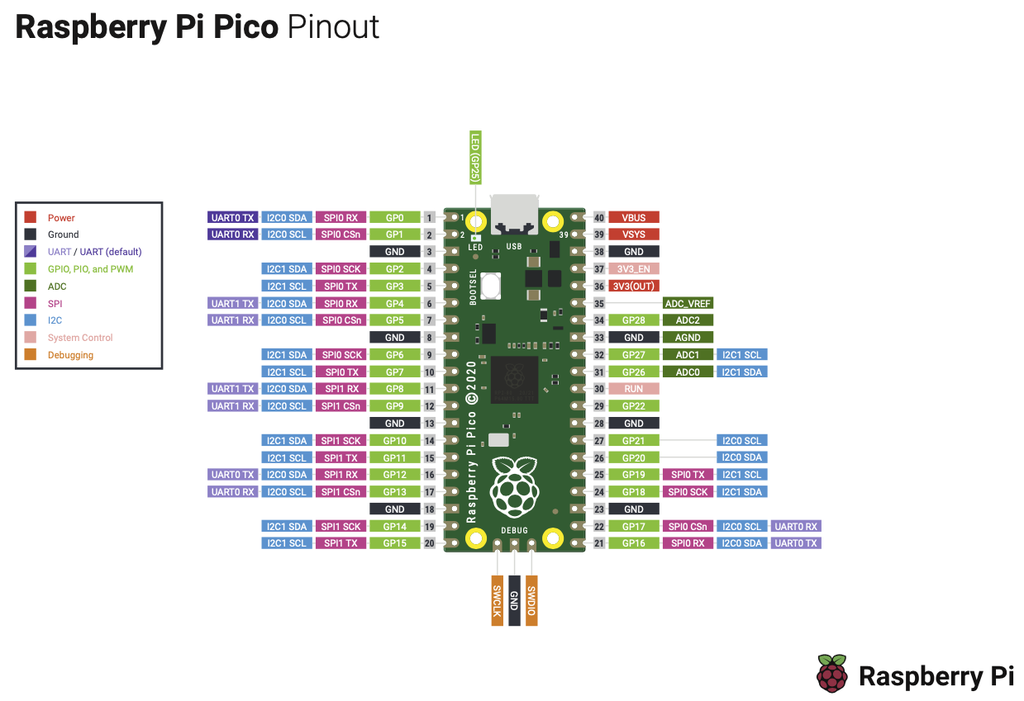 Raspberry Pi Pico Pinout
LED (GP25)
Power
Ground
UART / UART (default)
GPIO, PIO, and PWM
ADC
SPI
I2C
System Control
Debugging
UART0 TX I2C0 SDA SPI0 RX GP0 1
UART0 RX I2C0 SCL SPI0 CSn GP1 2
GND 3
I2C1 SDA SPI0 SCK GP2 4
I2C1 SCL SPI0 TX GP3 5
UART1 TX I2C0 SDA SPI0 RX GP4 6
UART1 RX I2C0 SCL SPI0 CSn GP5 7
GND 8
I2C1 SDA SPI0 SCK GP6 9
I2C1 SCL SPI0 TX GP7 10
UART1 TX I2C0 SDA SPI1 RX GP8 11
UART1 RX I2C0 SCL SPI1 CSn GP9 12
GND 13
I2C1 SDA SPI1 SCK GP10 14
I2C1 SCL SPI1 TX GP11 15
UART0 TX I2C0 SDA SPI1 RX GP12 16
UART0 RX I2C0 SCL SPI1 CSn GP13 17
GND 18
I2C1 SDA SPI1 SCK GP14 19
I2C1 SCL SPI1 TX GP15 20
1
2
LED
USB
39
BOOTSEL
Raspberry Pi Pico © 2020
DEBUG
40 VBUS
39 VSYS
38 GND
37 3V3_EN
36 3V3(OUT)
35 ADC_VREF
34 GP28 ADC2
33 GND AGND
32 GP27 ADC1 I2C1 SCL
31 GP26 ADC0 I2C1 SDA
30 RUN
29 GP22
28 GND
27 GP21 I2C0 SCL
26 GP20 I2C0 SDA
25 GP19 SPI0 TX I2C1 SCL
24 GP18 SPI0 SCK I2C1 SDA
23 GND
22 GP17 SPI0 CSn I2C0 SCL UART0 RX
21 GP16 SPI0 RX I2C0 SDA UART0 TX
SWCLK
GND
SWDIO
Raspberry Pi